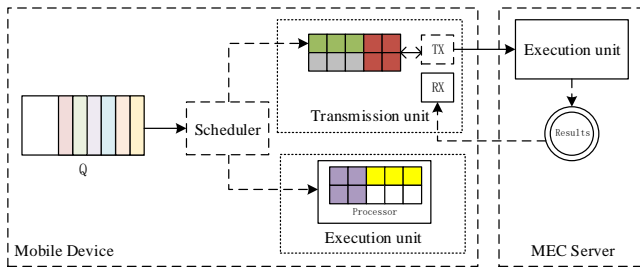 TX
Execution unit
RX
Transmission unit
Scheduler
Results
Q
Processor
Execution unit
Mobile Device
MEC Server